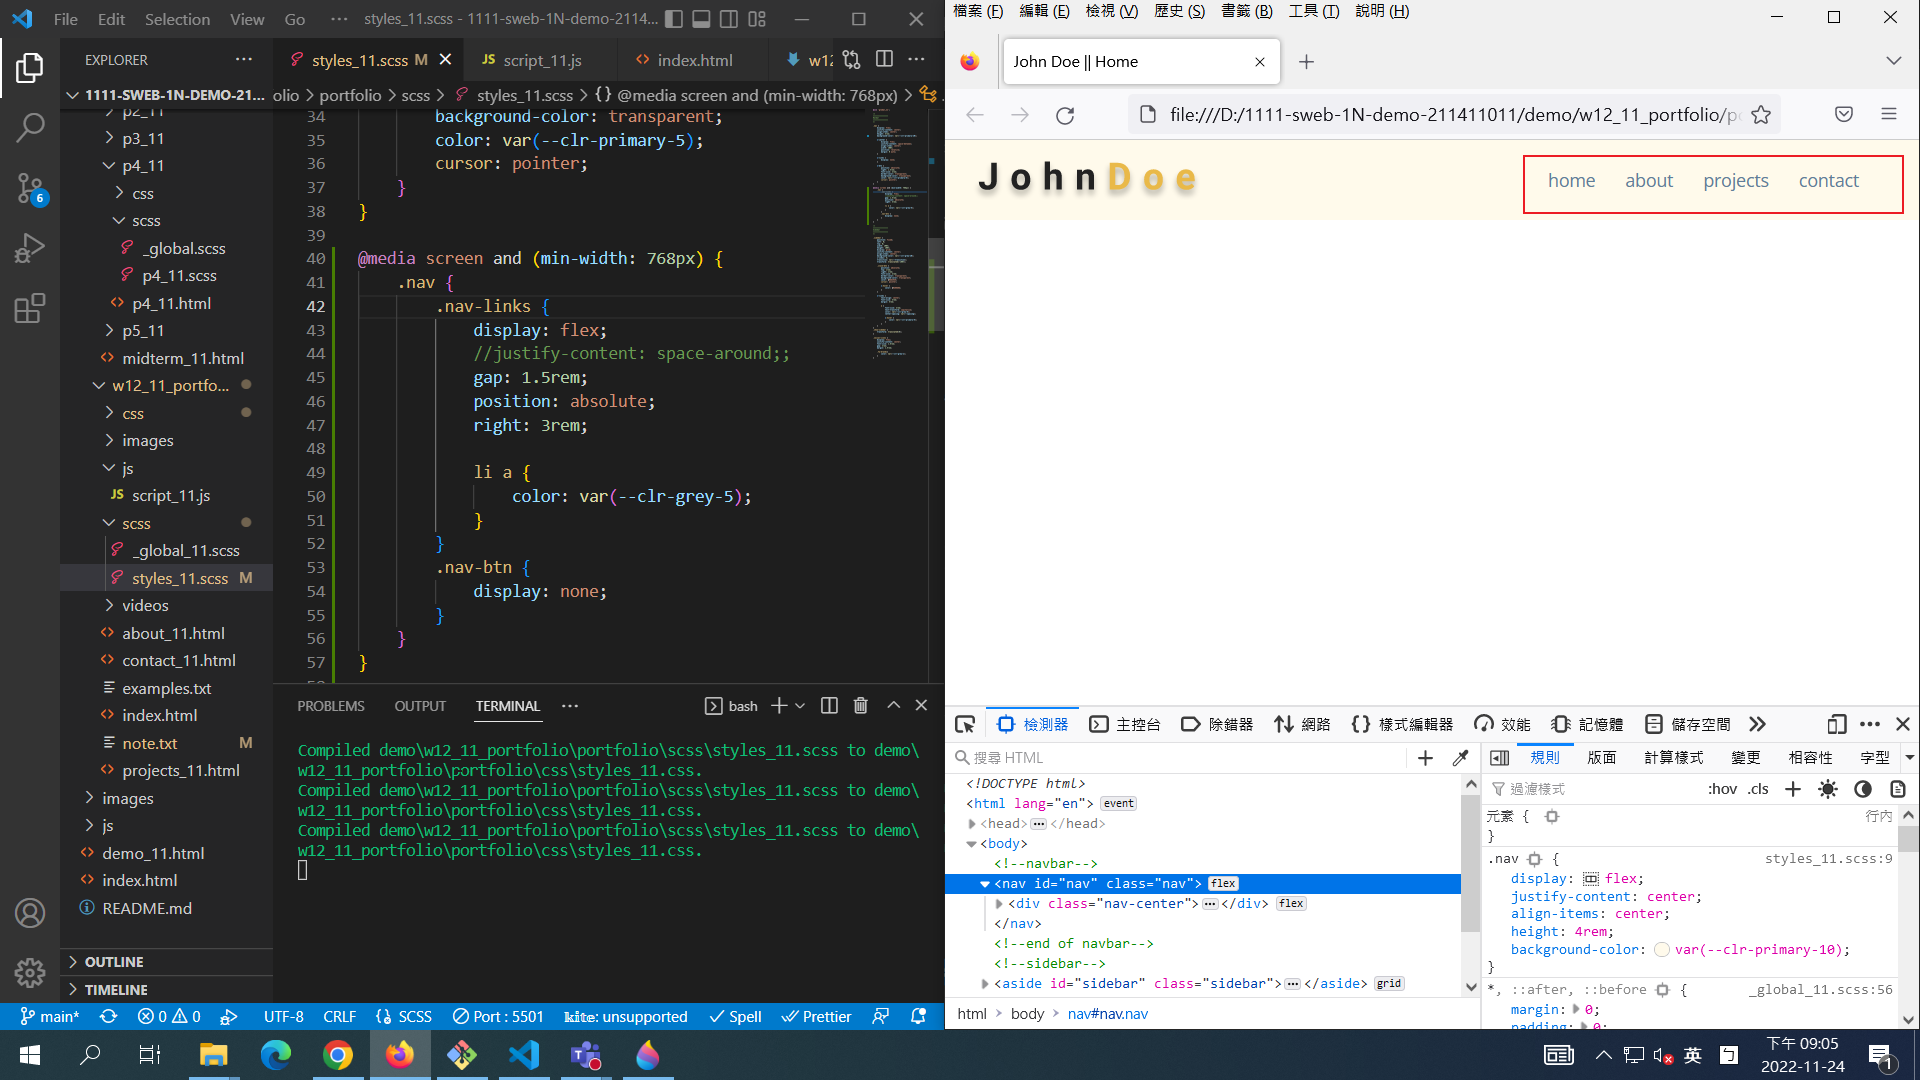 File Edit Selection View Go ··· styles_11.scss - 1111-sweb-1N-demo-2114...
EXPLORER ···
1111-SWEB-1N-DEMO-21...
p2_11
p3_11
p4_11
css
scss
_global.scss
p4_11.scss
p4_11.html
p5_11
midterm_11.html
w12_11_portfo...
css
images
js
JS script_11.js
scss
_global_11.scss
styles_11.scss M
videos
about_11.html
contact_11.html
examples.txt
index.html
note.txt M
projects_11.html
images
js
demo_11.html
index.html
README.md
OUTLINE
TIMELINE
6
styles_11.scss M JS script_11.js index.html w12
olio > portfolio > scss > styles_11.scss > {} @media screen and (min-width: 768px) >
34 background-color: transparent;
35 color: var(--clr-primary-5);
36 cursor: pointer;
37 }
38 }
39
40 @media screen and (min-width: 768px) {
41 .nav {
42 .nav-links {
43 display: flex;
44 //justify-content: space-around;;
45 gap: 1.5rem;
46 position: absolute;
47 right: 3rem;
48
49 li a {
50 color: var(--clr-grey-5);
51 }
52 }
53 .nav-btn {
54 display: none;
55 }
56 }
57 }
PROBLEMS OUTPUT TERMINAL ··· bash
Compiled demo\w12_11_portfolio\portfolio\scss\styles_11.scss to demo\
w12_11_portfolio\portfolio\css\styles_11.css.
Compiled demo\w12_11_portfolio\portfolio\scss\styles_11.scss to demo\
w12_11_portfolio\portfolio\css\styles_11.css.
Compiled demo\w12_11_portfolio\portfolio\scss\styles_11.scss to demo\
w12_11_portfolio\portfolio\css\styles_11.css.
main* 0 0 UTF-8 CRLF SCSS Port : 5501 kite: unsupported Spell Prettier
檔案 (F) 編輯 (E) 檢視 (V) 歷史 (S) 書籤 (B) 工具 (T) 說明 (H)
John Doe || Home
file:///D:/1111-sweb-1N-demo-211411011/demo/w12_11_portfolio/po
JohnDoe
home about projects contact
檢測器 主控台 除錯器 網路 樣式編輯器 效能 記憶體 儲存空間
搜尋 HTML
<!DOCTYPE html>
<html lang="en"> event
<head> ··· </head>
<body>
<!--navbar-->
<nav id="nav" class="nav"> flex
<div class="nav-center"> ··· </div> flex
</nav>
<!--end of navbar-->
<!--sidebar-->
<aside id="sidebar" class="sidebar"> ··· </aside> grid
html > body > nav#nav.nav
規則 版面 計算樣式 變更 相容性 字型
過濾樣式 :hov .cls
元素 { 行內
}
.nav { styles_11.scss:9
display: flex;
justify-content: center;
align-items: center;
height: 4rem;
background-color: var(--clr-primary-10);
}
*, ::after, ::before { _global_11.scss:56
margin: 0;
padding: 0;
英 ㄅ
下午 09:05
2022-11-24
1